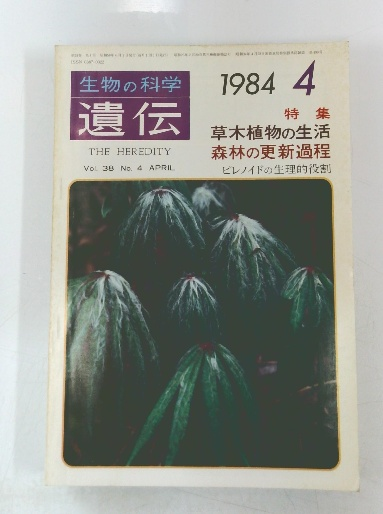 生物の科学
遺伝
THE HEREDITY
Vol. 38 No. 4 APRIL
1984 4
特集
草木植物の生活
森林の更新過程
ピレノイドの生理的役割